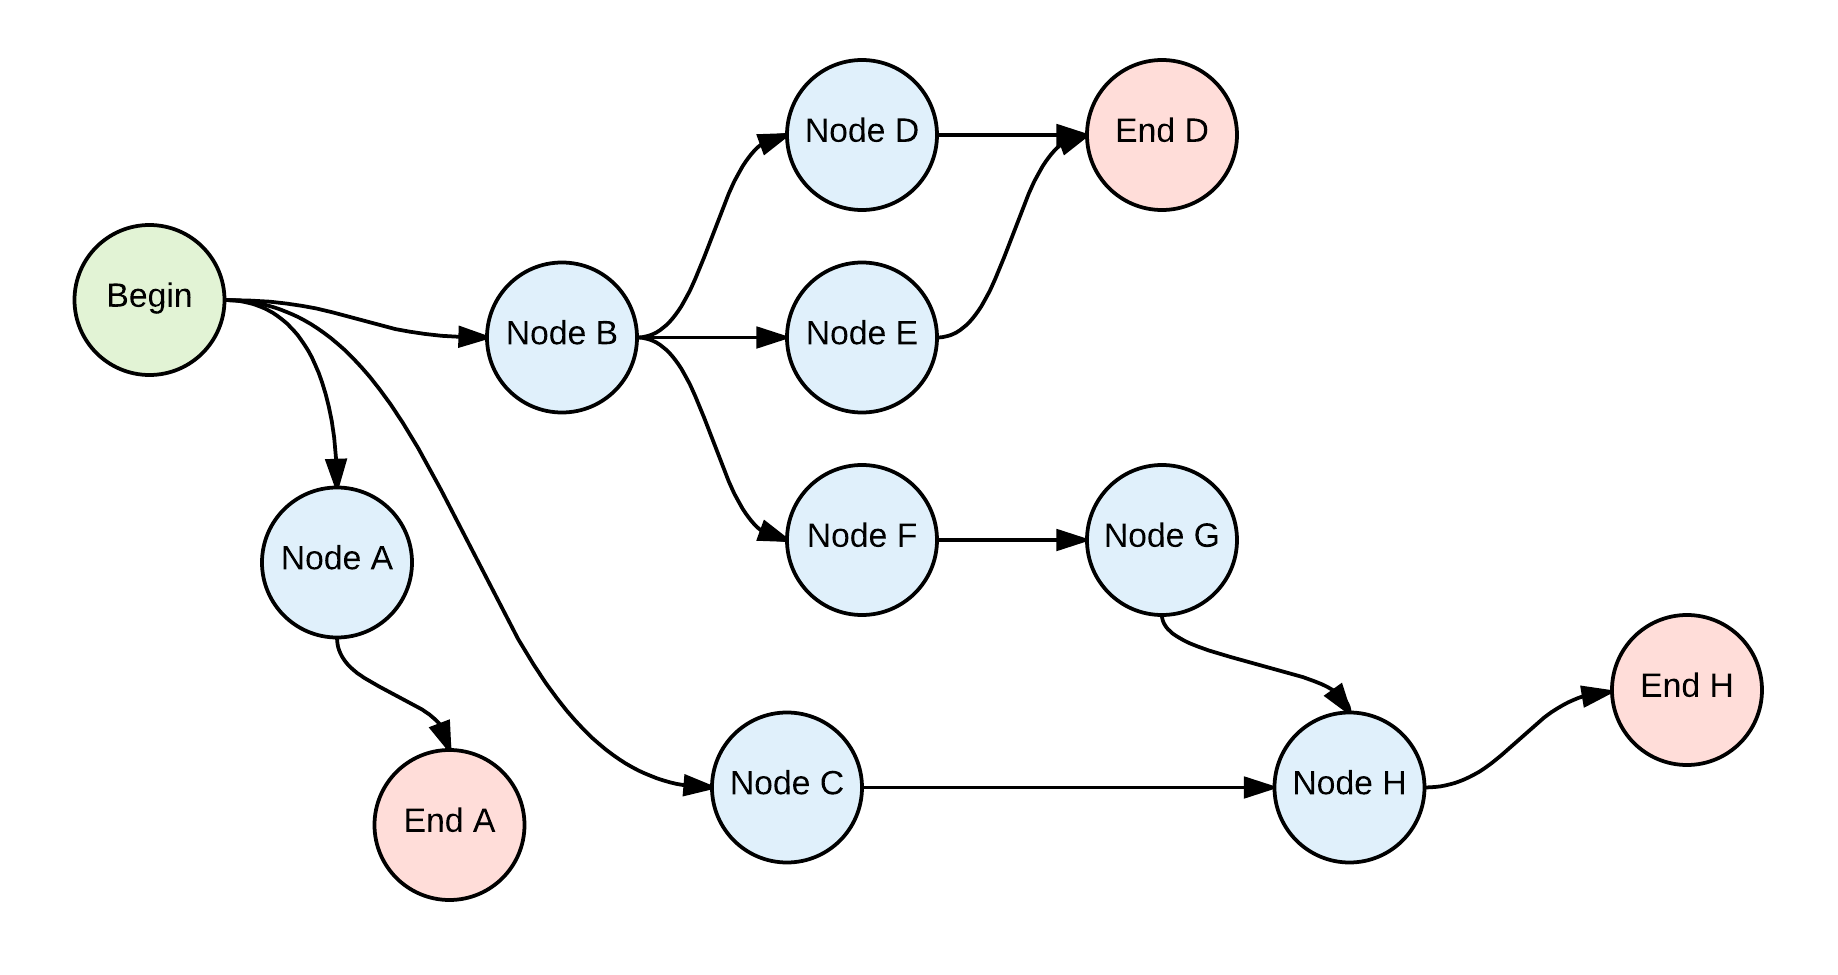 Node D
End D
Begin
Node B
Node E
Node F
Node G
Node A
End H
Node C
Node H
End A